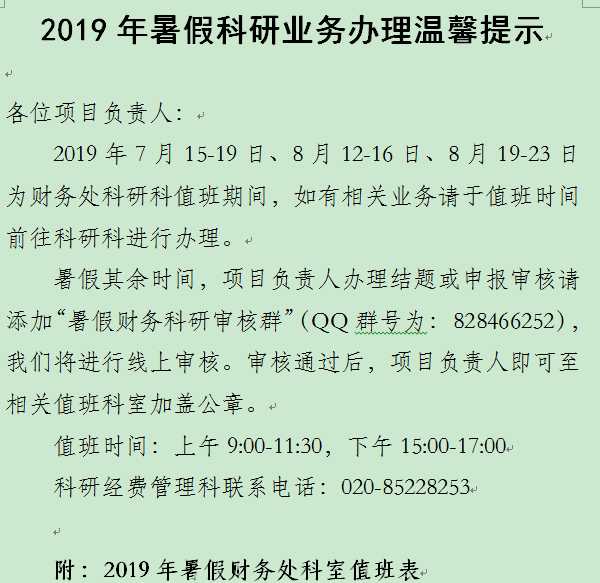 2019 年暑假科研业务办理温馨提示
各位项目负责人：
2019 年 7 月 15-19 日、8 月 12-16 日、8 月 19-23 日
为财务处科研科值班期间，如有相关业务请于值班时间
前往科研科进行办理。
暑假其余时间，项目负责人办理结题或申报审核请
添加“暑假财务科研审核群”（QQ 群号为：828466252），
我们将进行线上审核。审核通过后，项目负责人即可至
相关值班科室加盖公章。
值班时间：上午 9:00-11:30，下午 15:00-17:00
科研经费管理科联系电话：020-85228253
附：2019 年暑假财务处科室值班表